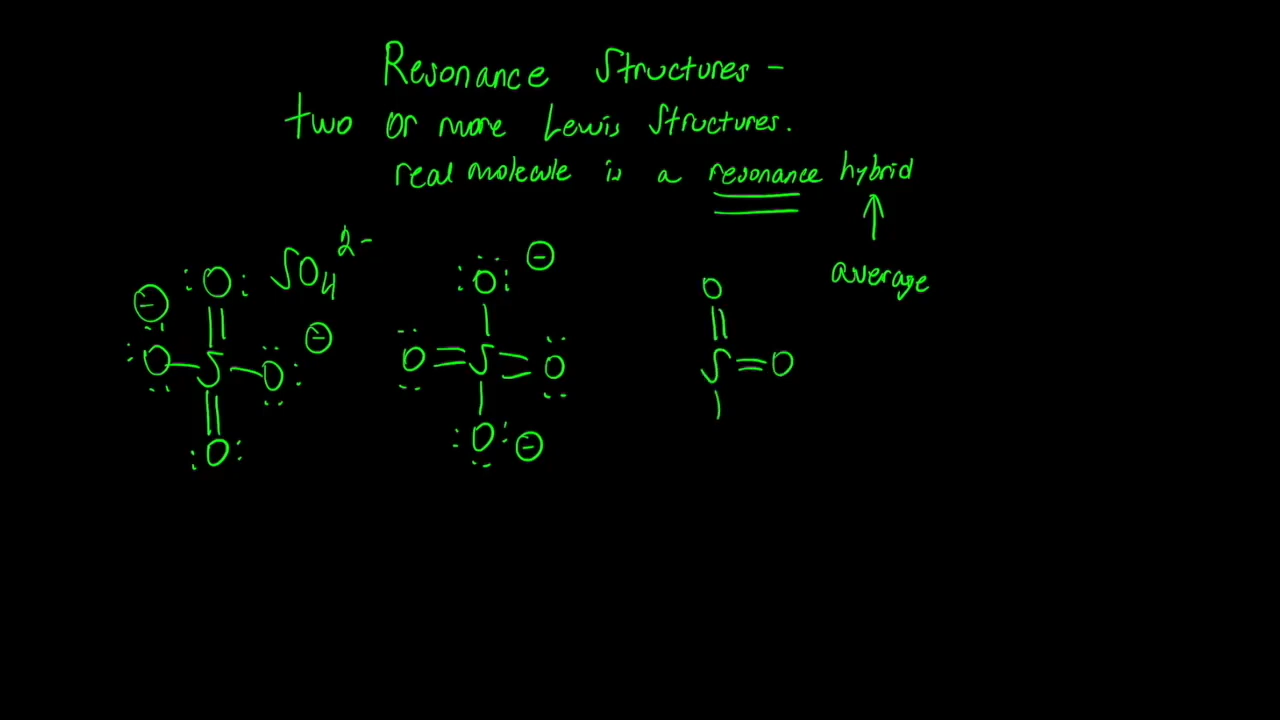 Resonance Structures -
two or more Lewis Structures.
real molecule is a resonance hybrid
average
SO4 2-
O
O S O
O
O
O S O
O
O
S O